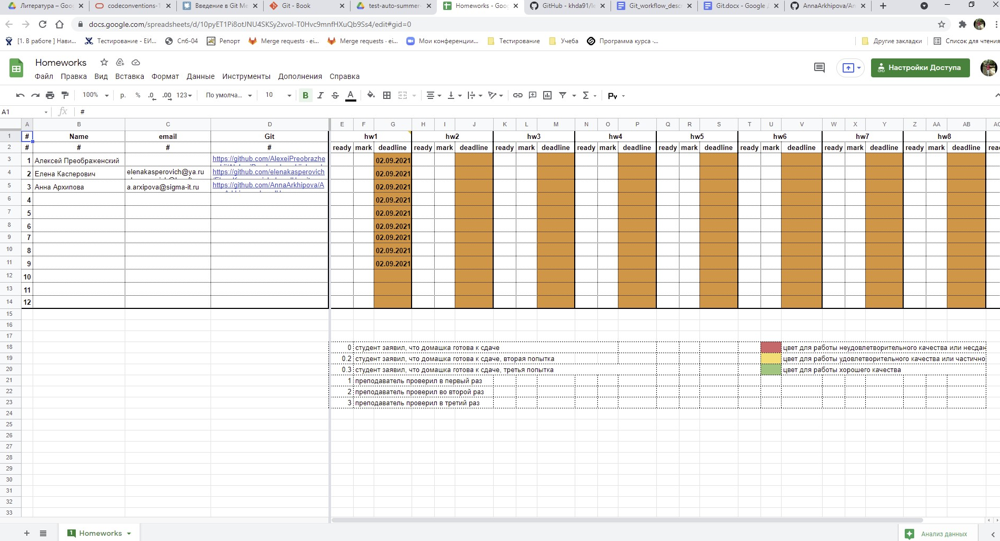 Литература – Goo
codeconventions-1
Введение в Git Me
Git - Book
test-auto-summer-
Homeworks - Goog
GitHub - khda91/le
Git_workflow_desc
Git.docx - Google Д
AnnaArkhipova/An
docs.google.com/spreadsheets/d/10pyET1Pi8otJNU4SKSy2xvoI-T0Hvc9mnfHXuQb9Ss4/edit#gid=0
[1. В работе ] Нави...
Тестирование - ЕИ...
Спб-04
Репорт
Merge requests · ei...
Merge requests · ei...
Мои конференции...
Тестирование
Учеба
Программа курса ·...
Другие закладки
Список для чтения
Homeworks
Файл Правка Вид Вставка Формат Данные Инструменты Дополнения Справка
Настройки Доступа
100% р. % .0 .00 123 По умолча... 10 B I S A Σ Ру
A1 fx #
A B C D E F G H I J K L M N O P Q R S T U V W X Y Z AA AB AC
1 # Name email Git hw1 hw2 hw3 hw4 hw5 hw6 hw7 hw8
2 # # # # ready mark deadline ready mark deadline ready mark deadline ready mark deadline ready mark deadline ready mark deadline ready mark deadline ready mark deadline read
3 1 Алексей Преображенский https://github.com/AlexeiPreobrazhe 02.09.2021
4 2 Елена Касперович elenakasperovich@ya.ru https://github.com/elenakasperovich 02.09.2021
5 3 Анна Архипова a.arxipova@sigma-it.ru https://github.com/AnnaArkhipova/A 02.09.2021
6 4 02.09.2021
7 5 02.09.2021
8 6 02.09.2021
9 7 02.09.2021
10 8 02.09.2021
11 9 02.09.2021
12 10
13 11
14 12
15
16
17
18 0 студент заявил, что домашка готова к сдаче цвет для работы неудовлетворительного качества или несдан
19 0.2 студент заявил, что домашка готова к сдаче, вторая попытка цвет для работы удовлетворительного качества или частично
20 0.3 студент заявил, что домашка готова к сдаче, третья попытка цвет для работы хорошего качества
21 1 преподаватель проверил в первый раз
22 2 преподаватель проверил во второй раз
23 3 преподаватель проверил в третий раз
24
25
26
27
28
29
30
31
32
33
1 Homeworks
Анализ данных